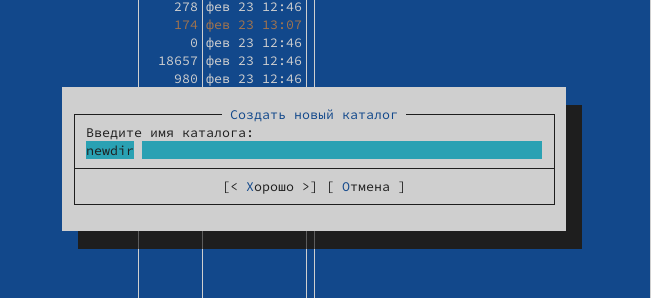 278 фев 23 12:46
174 фев 23 13:07
0 фев 23 12:46
18657 фев 23 12:46
980 фев 23 12:46
Создать новый каталог
Введите имя каталога:
newdir
[< Хорошо >] [ Отмена ]